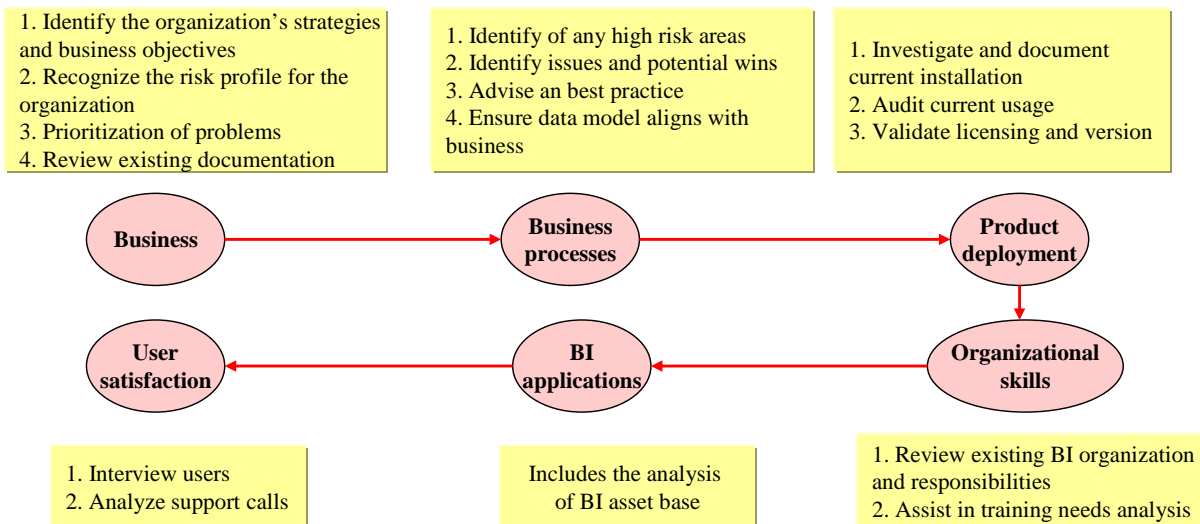 1. Identify the organization’s strategies
and business objectives
2. Recognize the risk profile for the
organization
3. Prioritization of problems
4. Review existing documentation
1. Identify of any high risk areas
2. Identify issues and potential wins
3. Advise an best practice
4. Ensure data model aligns with
business
1. Investigate and document
current installation
2. Audit current usage
3. Validate licensing and version
Business
Business
processes
Product
deployment
User
satisfaction
BI
applications
Organizational
skills
1. Interview users
2. Analyze support calls
Includes the analysis
of BI asset base
1. Review existing BI organization
and responsibilities
2. Assist in training needs analysis